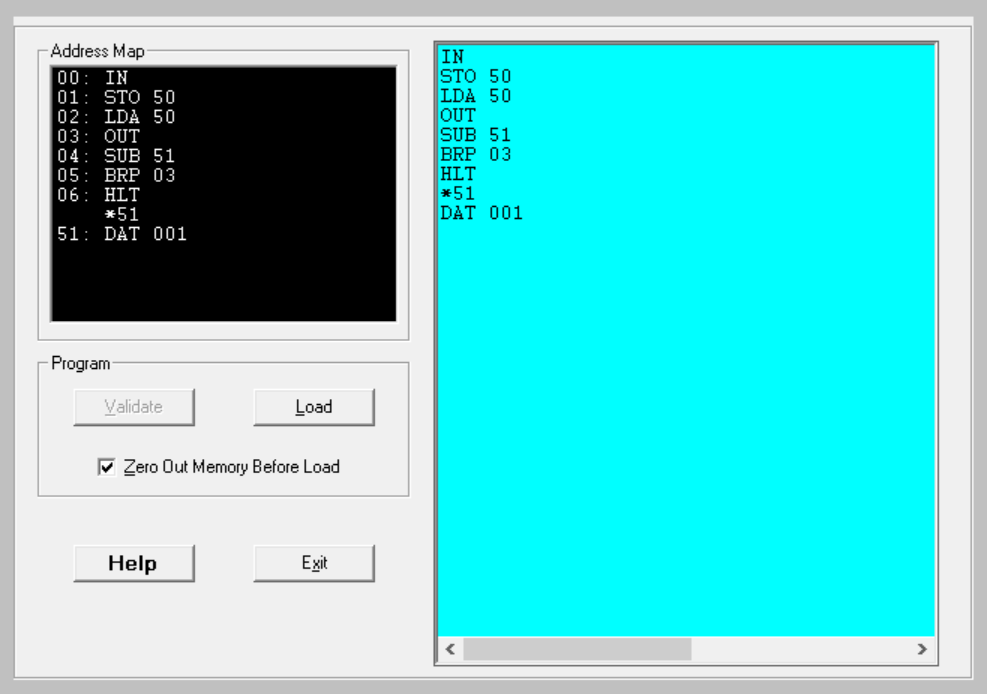 Address Map
00: IN
01: STO 50
02: LDA 50
03: OUT
04: SUB 51
05: BRP 03
06: HLT
*51
51: DAT 001
Program
Validate
Load
Zero Out Memory Before Load
Help
Exit
IN
STO 50
LDA 50
OUT
SUB 51
BRP 03
HLT
*51
DAT 001